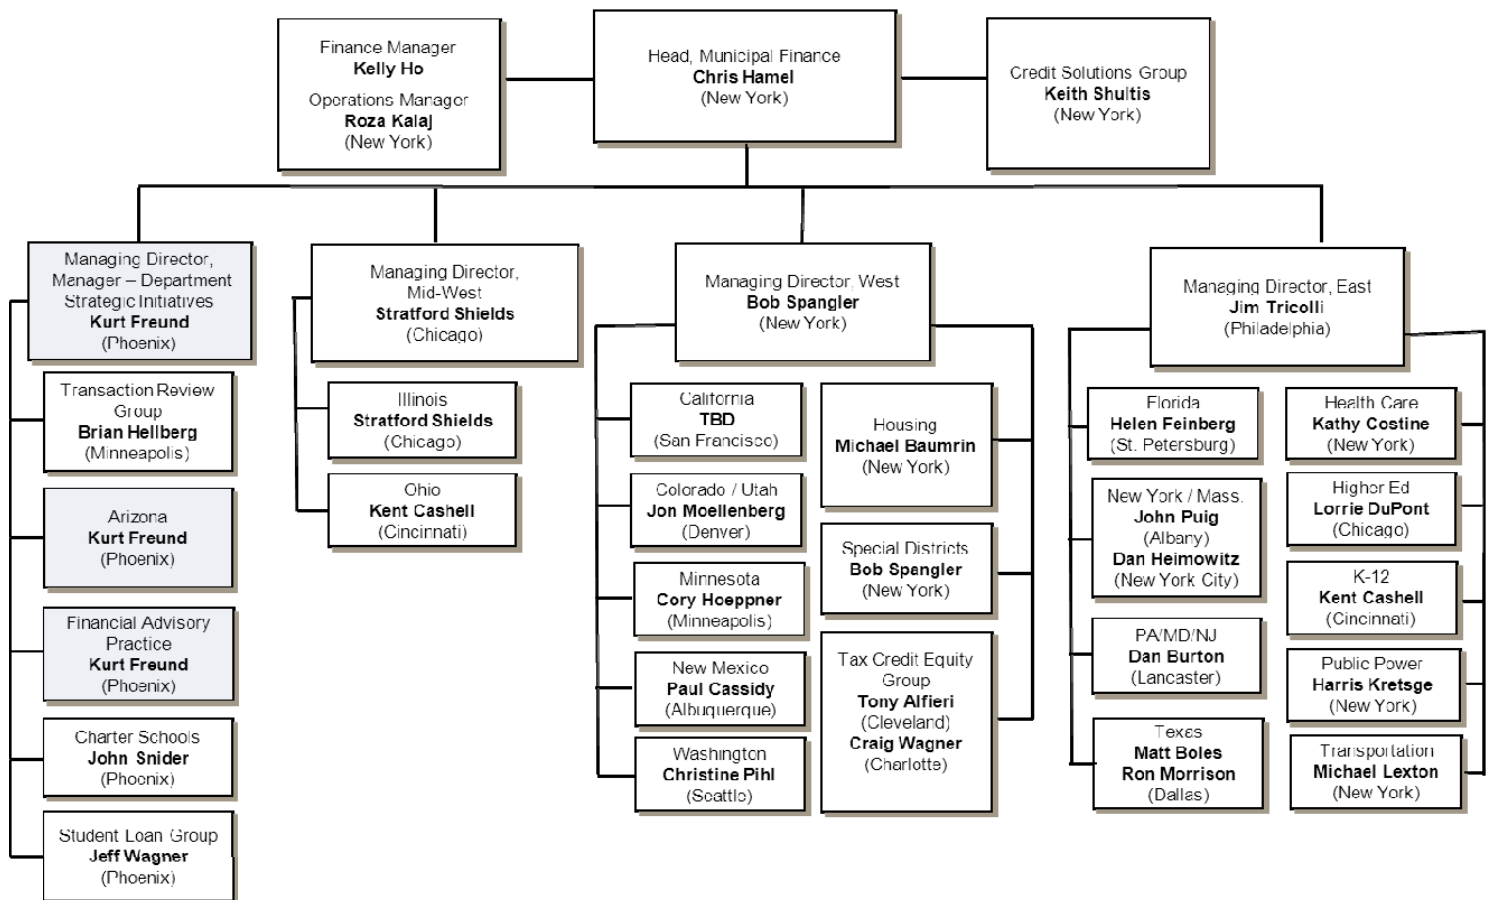 Finance Manager
Kelly Ho
Operations Manager
Roza Kalaj
(New York)
Head, Municipal Finance
Chris Hamel
(New York)
Credit Solutions Group
Keith Shultis
(New York)
Managing Director,
Manager – Department
Strategic Initiatives
Kurt Freund
(Phoenix)
Transaction Review
Group
Brian Hellberg
(Minneapolis)
Arizona
Kurt Freund
(Phoenix)
Financial Advisory
Practice
Kurt Freund
(Phoenix)
Charter Schools
John Snider
(Phoenix)
Student Loan Group
Jeff Wagner
(Phoenix)
Managing Director,
Mid-West
Stratford Shields
(Chicago)
Illinois
Stratford Shields
(Chicago)
Ohio
Kent Cashell
(Cincinnati)
Managing Director, West
Bob Spangler
(New York)
California
TBD
(San Francisco)
Colorado / Utah
Jon Moellenberg
(Denver)
Minnesota
Cory Hoeppner
(Minneapolis)
New Mexico
Paul Cassidy
(Albuquerque)
Washington
Christine Pihl
(Seattle)
Housing
Michael Baumrin
(New York)
Special Districts
Bob Spangler
(New York)
Tax Credit Equity
Group
Tony Alfieri
(Cleveland)
Craig Wagner
(Charlotte)
Managing Director, East
Jim Tricolli
(Philadelphia)
Florida
Helen Feinberg
(St. Petersburg)
New York / Mass.
John Puig
(Albany)
Dan Heimowitz
(New York City)
PA/MD/NJ
Dan Burton
(Lancaster)
Texas
Matt Boles
Ron Morrison
(Dallas)
Health Care
Kathy Costine
(New York)
Higher Ed
Lorrie DuPont
(Chicago)
K-12
Kent Cashell
(Cincinnati)
Public Power
Harris Kretsge
(New York)
Transportation
Michael Lexton
(New York)